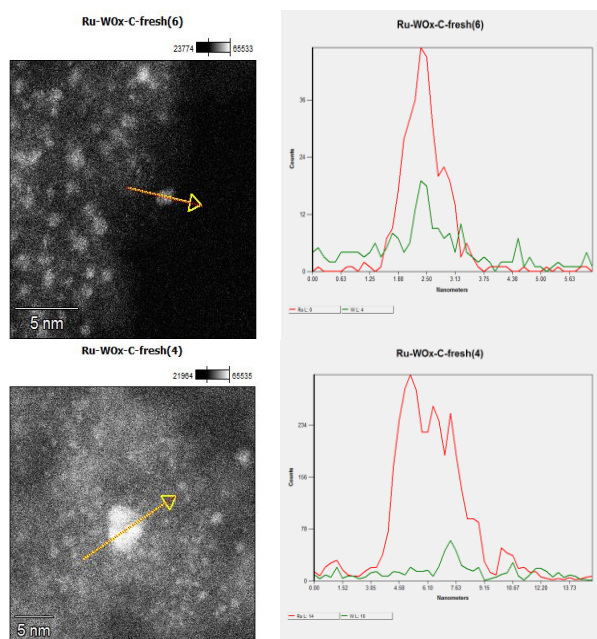 Ru-WOx-C-fresh(6)
23774 65533
5 nm
Ru-WOx-C-fresh(6)
Counts
36
24
12
0
0.00 0.63 1.25 1.88 2.50 3.13 3.75 4.38 5.00 5.63
Nanometers
Ru L: 0 W L: 4
Ru-WOx-C-fresh(4)
21964 65535
5 nm
Ru-WOx-C-fresh(4)
Counts
234
156
78
0
0.00 1.53 3.05 4.58 6.10 7.63 9.15 10.67 12.20 13.73
Nanometers
Ru L: 14 W L: 18